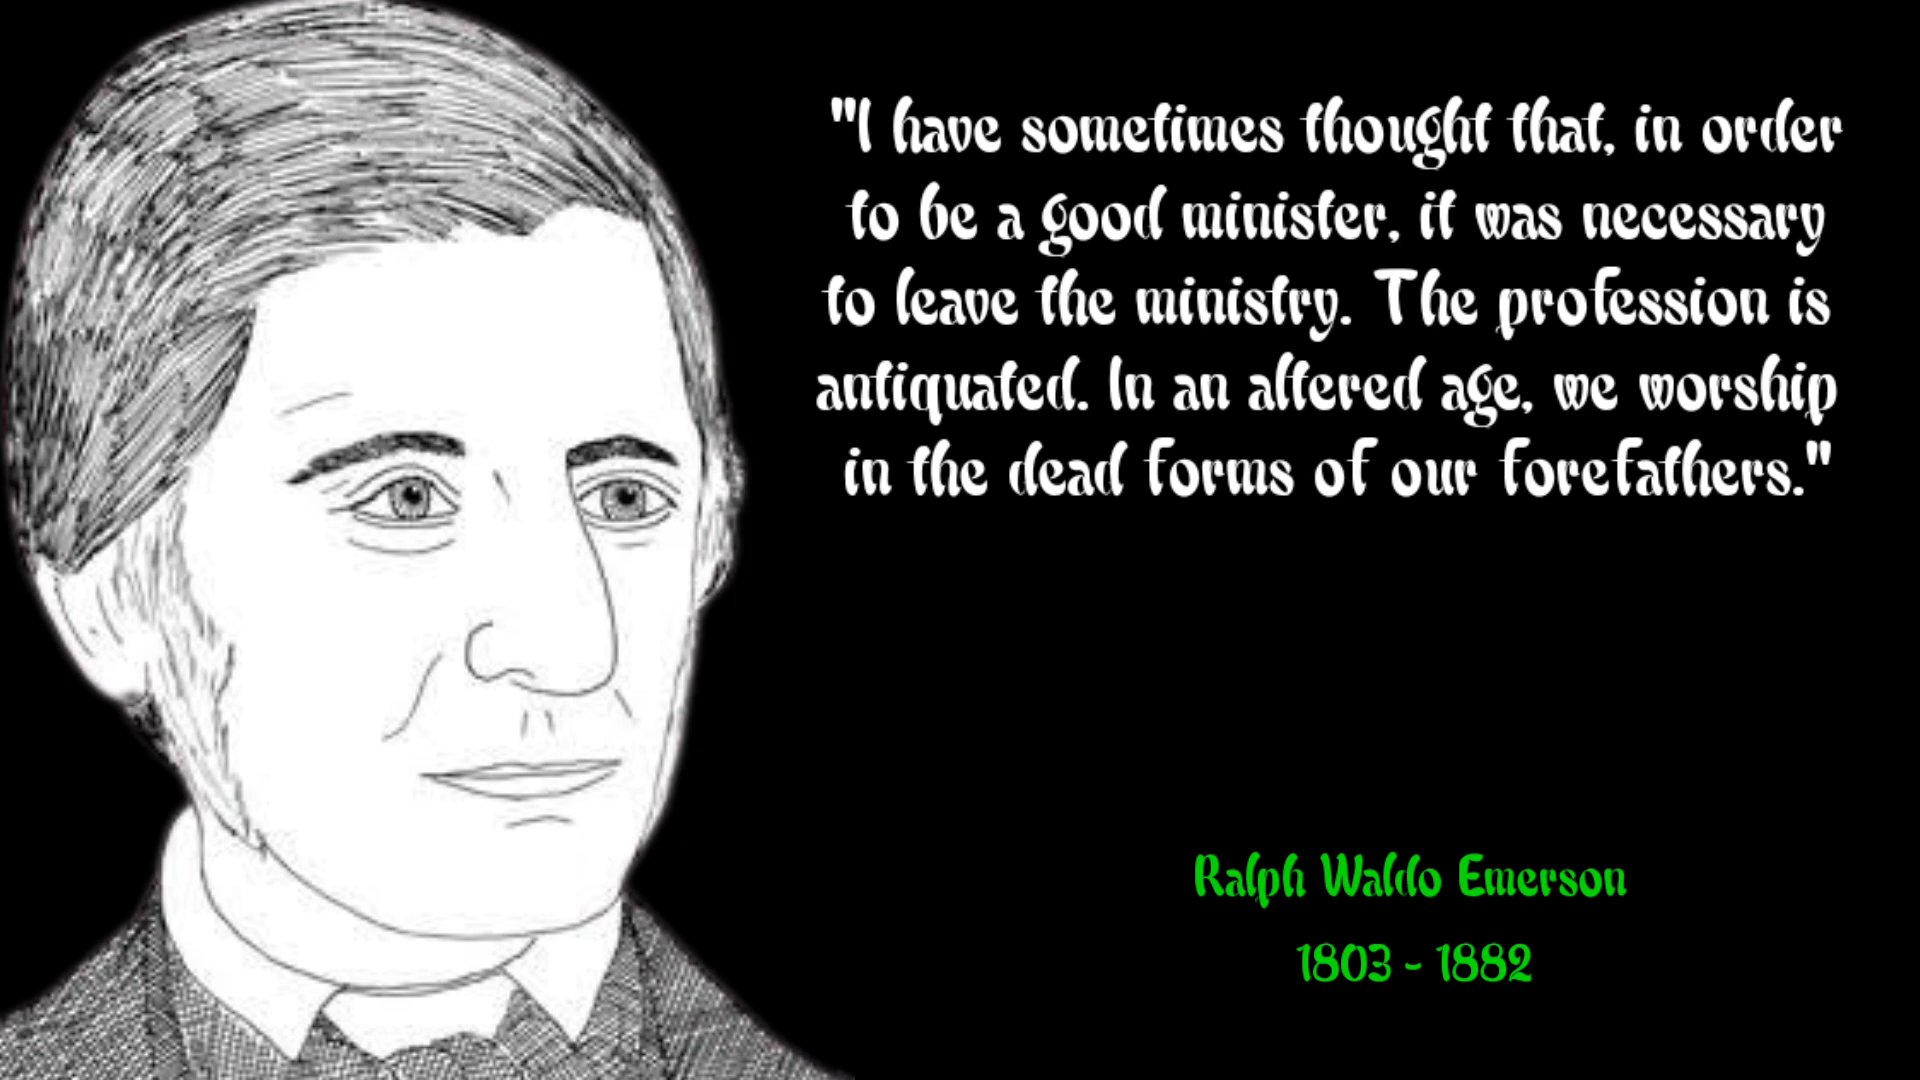 "I have sometimes thought that, in order
to be a good minister, it was necessary
to leave the ministry. The profession is
antiquated. In an altered age, we worship
in the dead forms of our forefathers."
Ralph Waldo Emerson
1803 - 1882